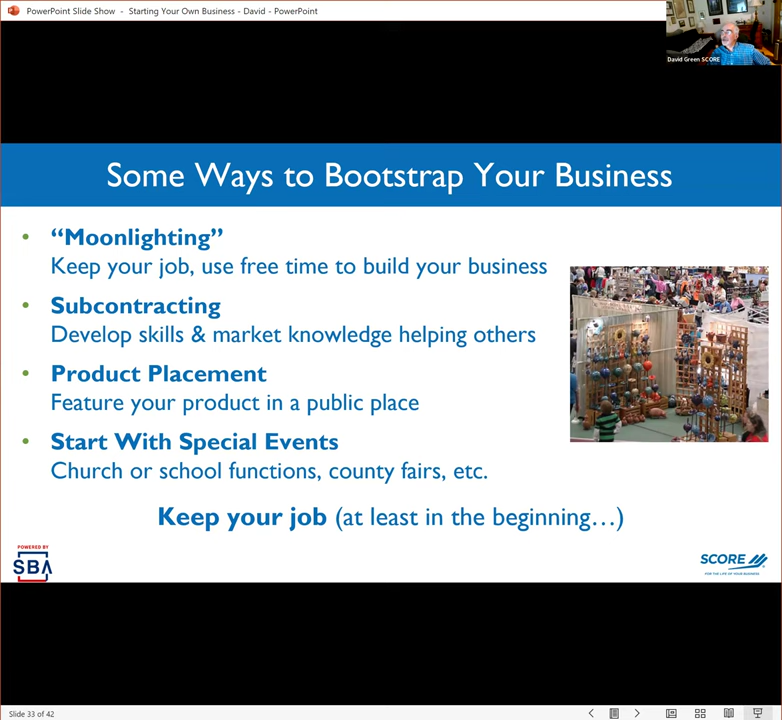 PowerPoint Slide Show - Starting Your Own Business - David - PowerPoint
David Green SCORE
Some Ways to Bootstrap Your Business
• “Moonlighting”
Keep your job, use free time to build your business
• Subcontracting
Develop skills & market knowledge helping others
• Product Placement
Feature your product in a public place
• Start With Special Events
Church or school functions, county fairs, etc.
Keep your job (at least in the beginning…)
POWERED BY
SBA
SCORE
FOR THE LIFE OF YOUR BUSINESS
Slide 33 of 42